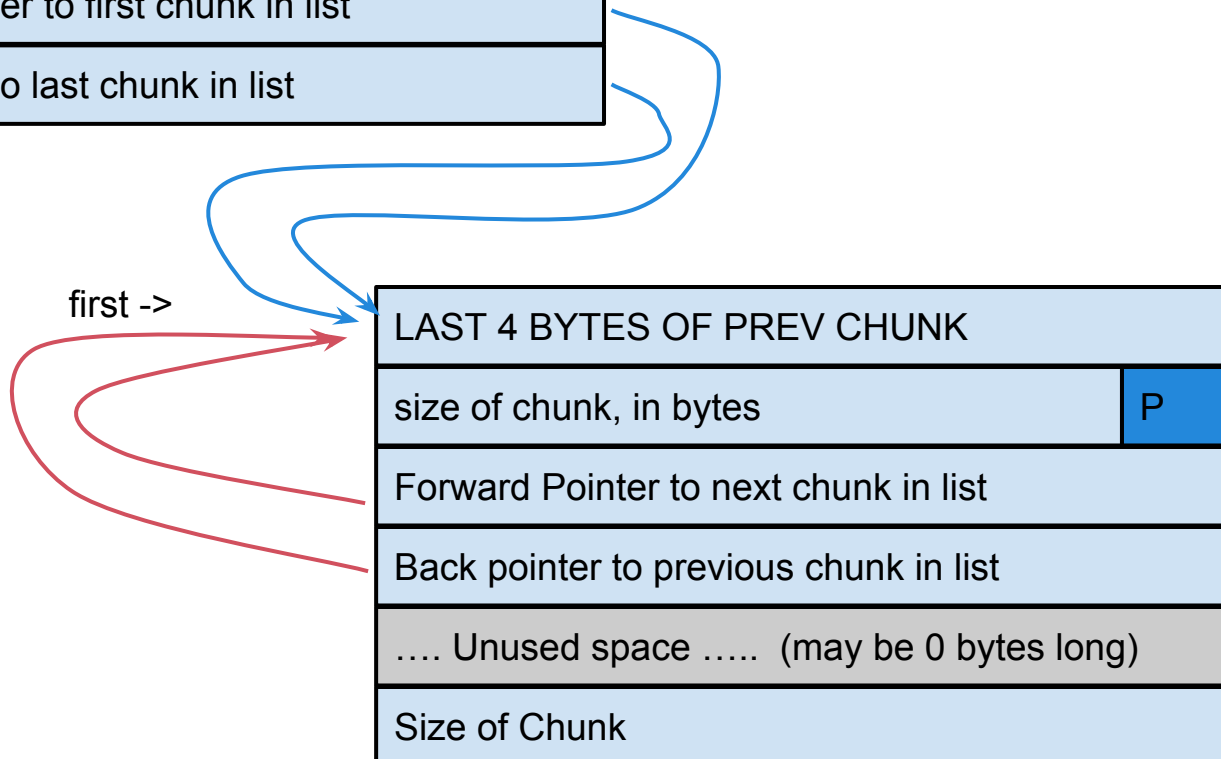 er to first chunk in list
o last chunk in list
first ->
LAST 4 BYTES OF PREV CHUNK
size of chunk, in bytes
P
Forward Pointer to next chunk in list
Back pointer to previous chunk in list
…. Unused space ….. (may be 0 bytes long)
Size of Chunk